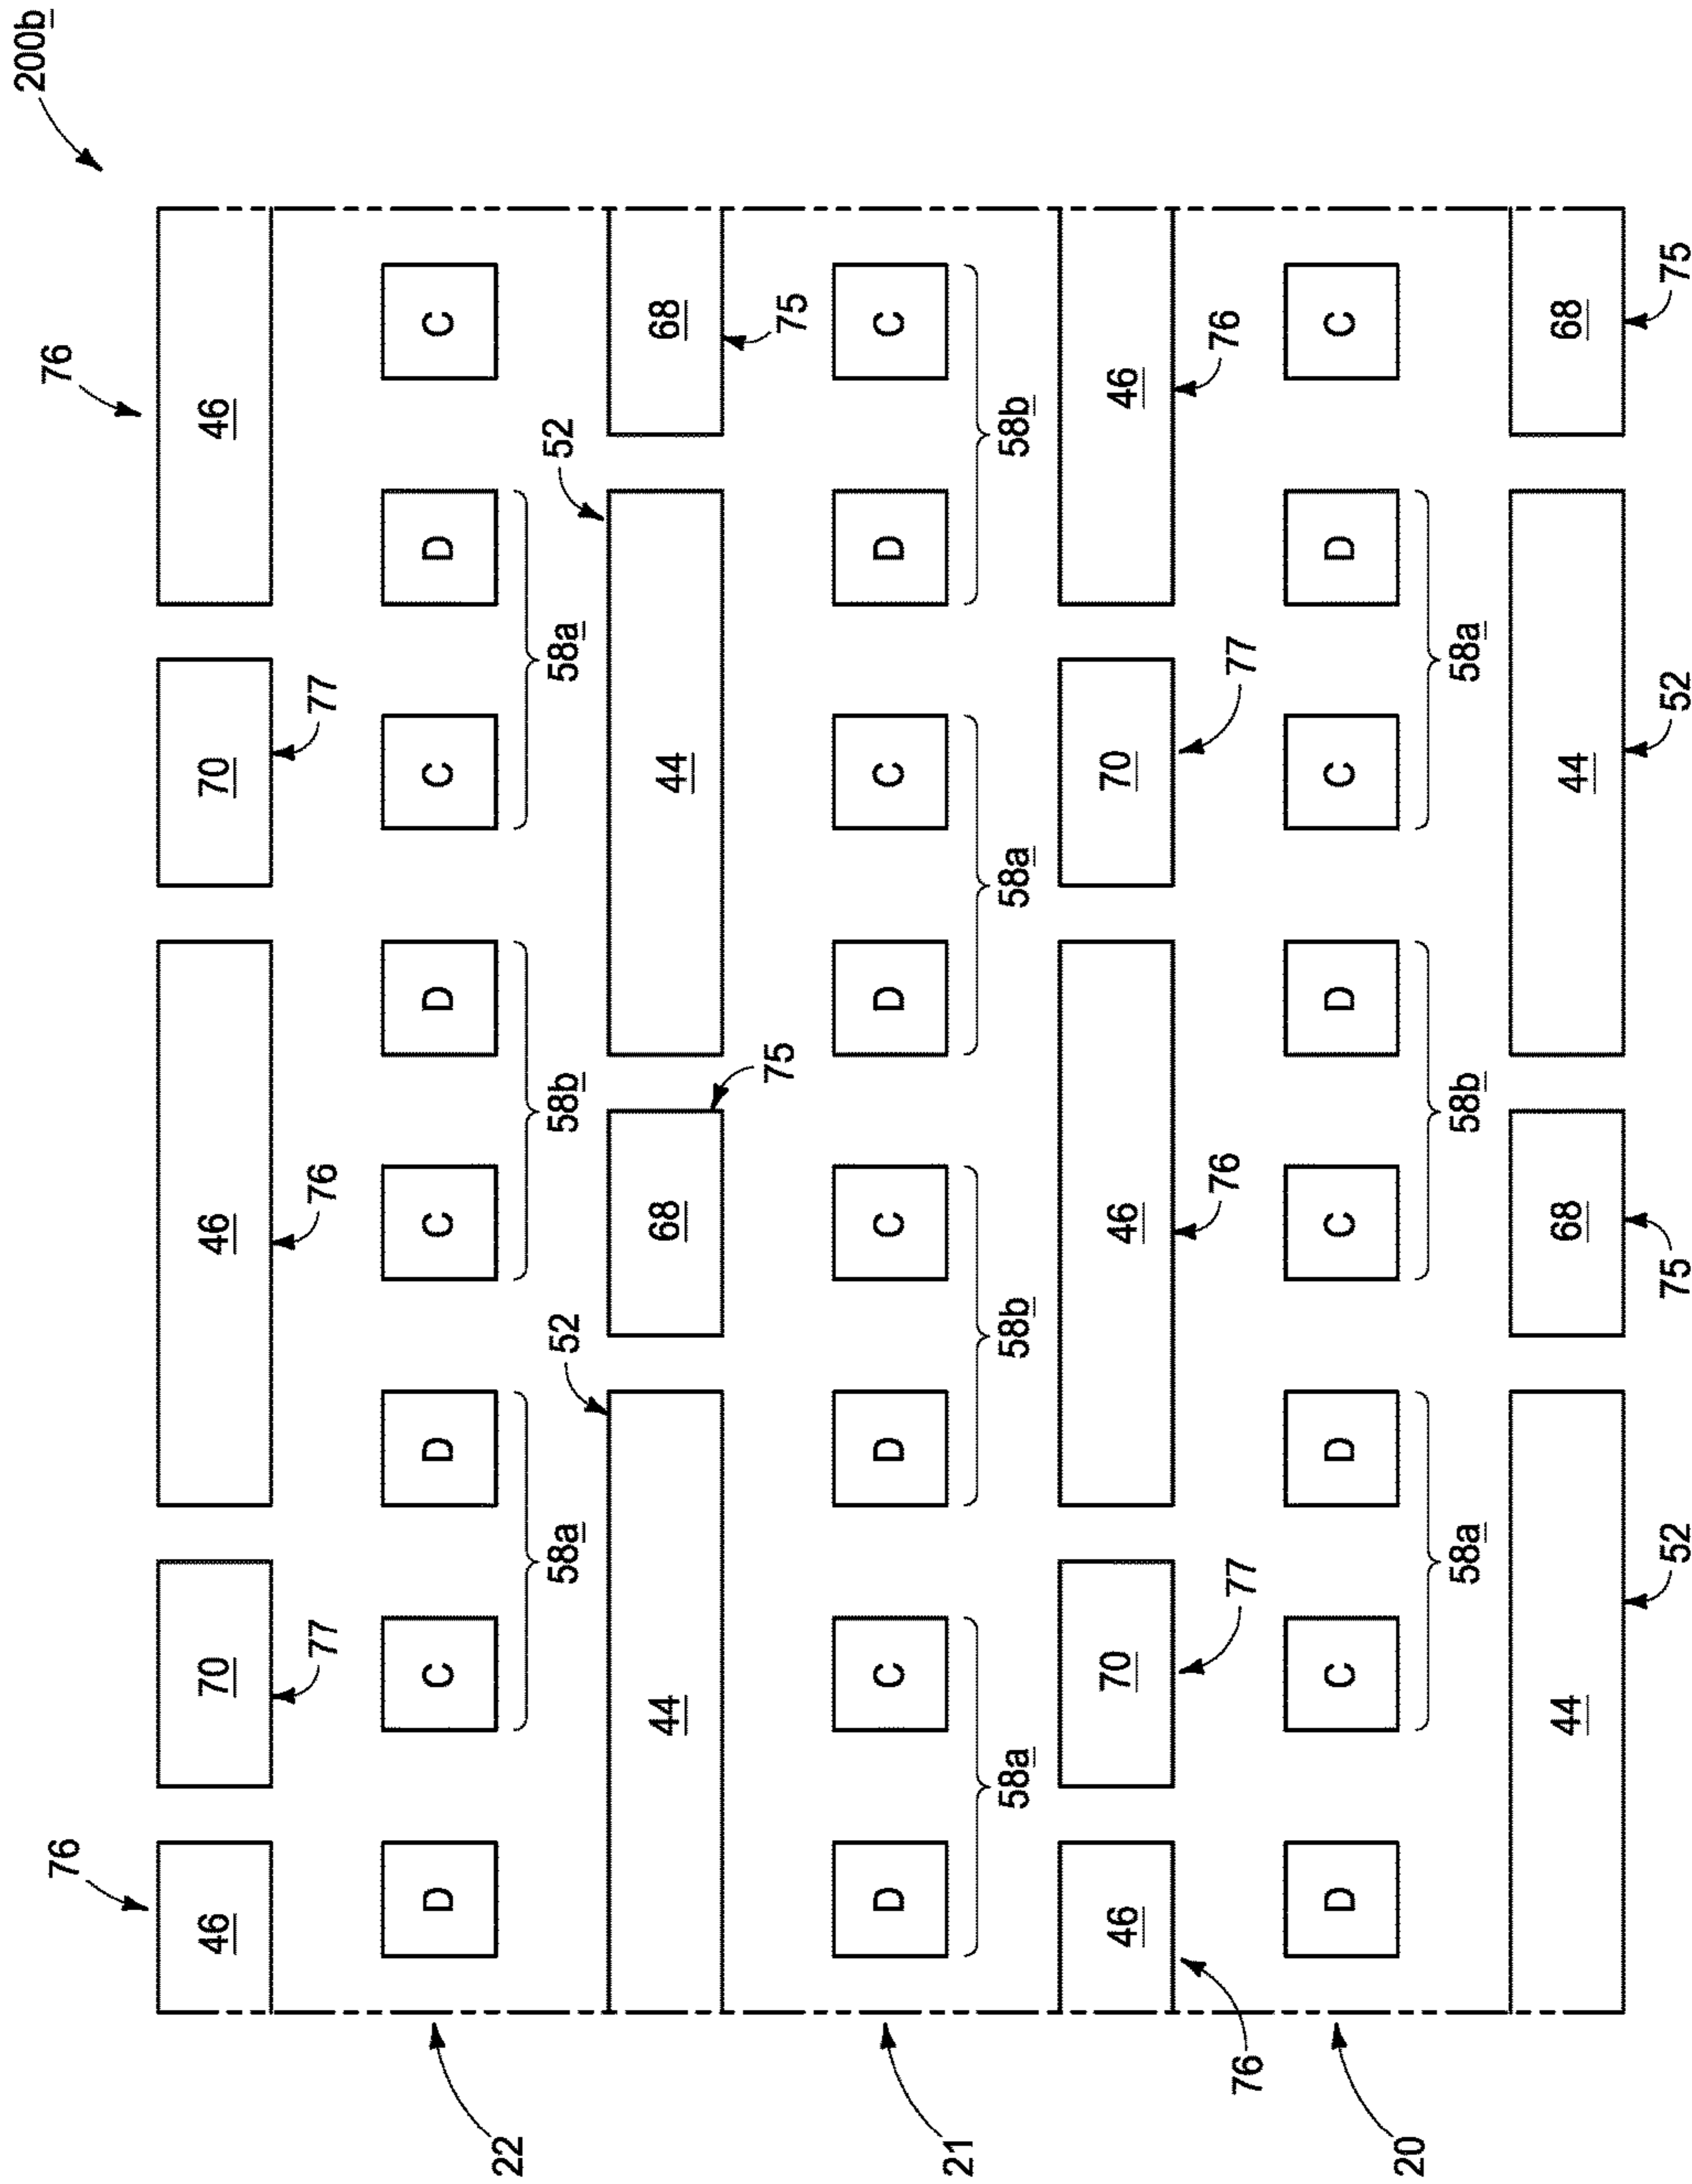 200b
76 76
46 70 46 70 46
77 76 77
D C D C D C D C
22
58a 52 58b 58a 52
44 68 44 68
75 75
D C D C D C D C
21
58a 58b 58a 58b
46 70 46 70 46
76 77 76 77 76
D C D C D C D C
20
58a 58b 58a
44 68 44 68
52 75 52 75